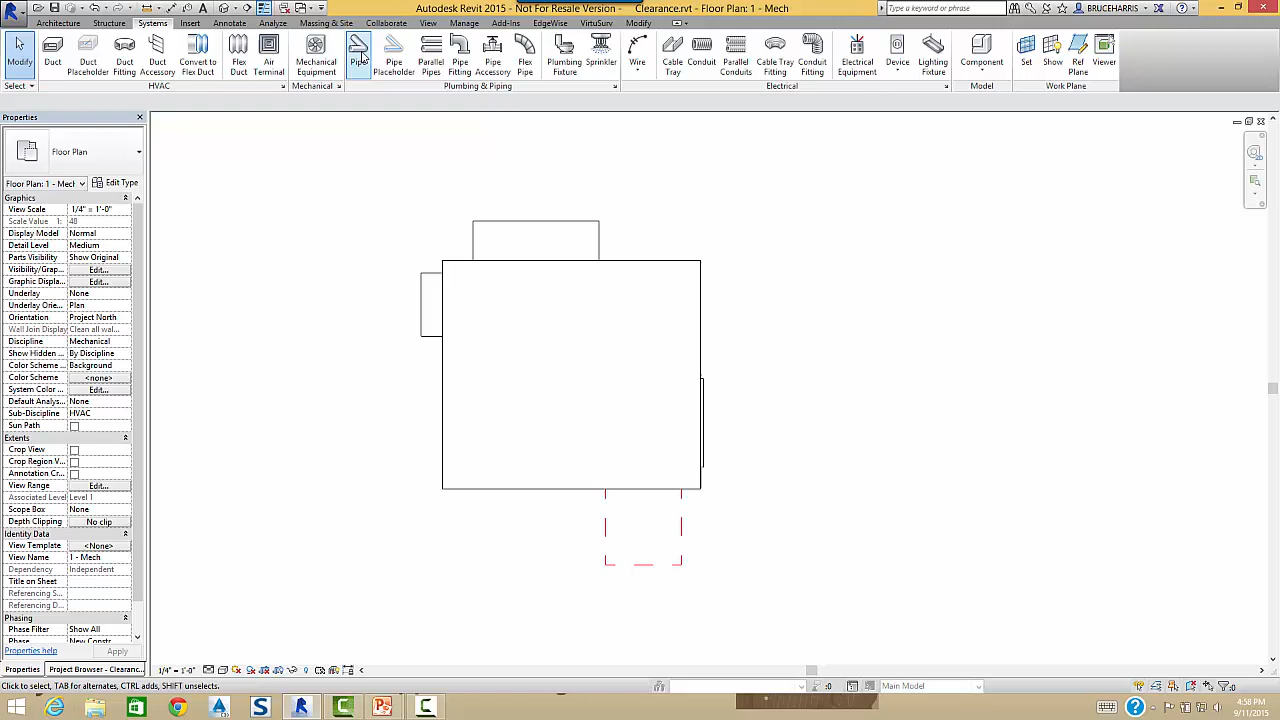 Autodesk Revit 2015 - Not For Resale Version - Clearance.rvt - Floor Plan: 1 - Mech
Type a keyword or phrase
BRUCEHARRIS
Architecture Structure Systems Insert Annotate Analyze Massing & Site Collaborate View Manage Add-Ins EdgeWise VirtuSurv Modify
Modify
Duct
Duct Placeholder
Duct Fitting
Duct Accessory
Convert to Flex Duct
Flex Duct
Air Terminal
Mechanical Equipment
Pipe
Pipe Placeholder
Parallel Pipes
Pipe Fitting
Pipe Accessory
Flex Pipe
Plumbing Fixture
Sprinkler
Wire
Cable Tray
Conduit
Parallel Conduits
Cable Tray Fitting
Conduit Fitting
Electrical Equipment
Device
Lighting Fixture
Component
Set
Show
Ref Plane
Viewer
Select HVAC Mechanical Plumbing & Piping Electrical Model Work Plane
Properties
Floor Plan
Floor Plan: 1 - Mech Edit Type
Graphics
View Scale 1/4" = 1'-0"
Scale Value 1: 48
Display Model Normal
Detail Level Medium
Parts Visibility Show Original
Visibility/Grap... Edit...
Graphic Displa... Edit...
Underlay None
Underlay Orie... Plan
Orientation Project North
Wall Join Display Clean all wal...
Discipline Mechanical
Show Hidden ... By Discipline
Color Scheme ... Background
Color Scheme <none>
System Color ... Edit...
Default Analys... None
Sub-Discipline HVAC
Sun Path
Extents
Crop View
Crop Region V...
Annotation Cr...
View Range Edit...
Associated Level Level 1
Scope Box None
Depth Clipping No clip
Identity Data
View Template <None>
View Name 1 - Mech
Dependency Independent
Title on Sheet
Referencing S...
Referencing D...
Phasing
Phase Filter Show All
Phase New Constr...
Properties help Apply
Properties Project Browser - Clearanc...
1/4" = 1'-0"
Click to select, TAB for alternates, CTRL adds, SHIFT unselects.
:0
Main Model
:0
4:58 PM
9/11/2015